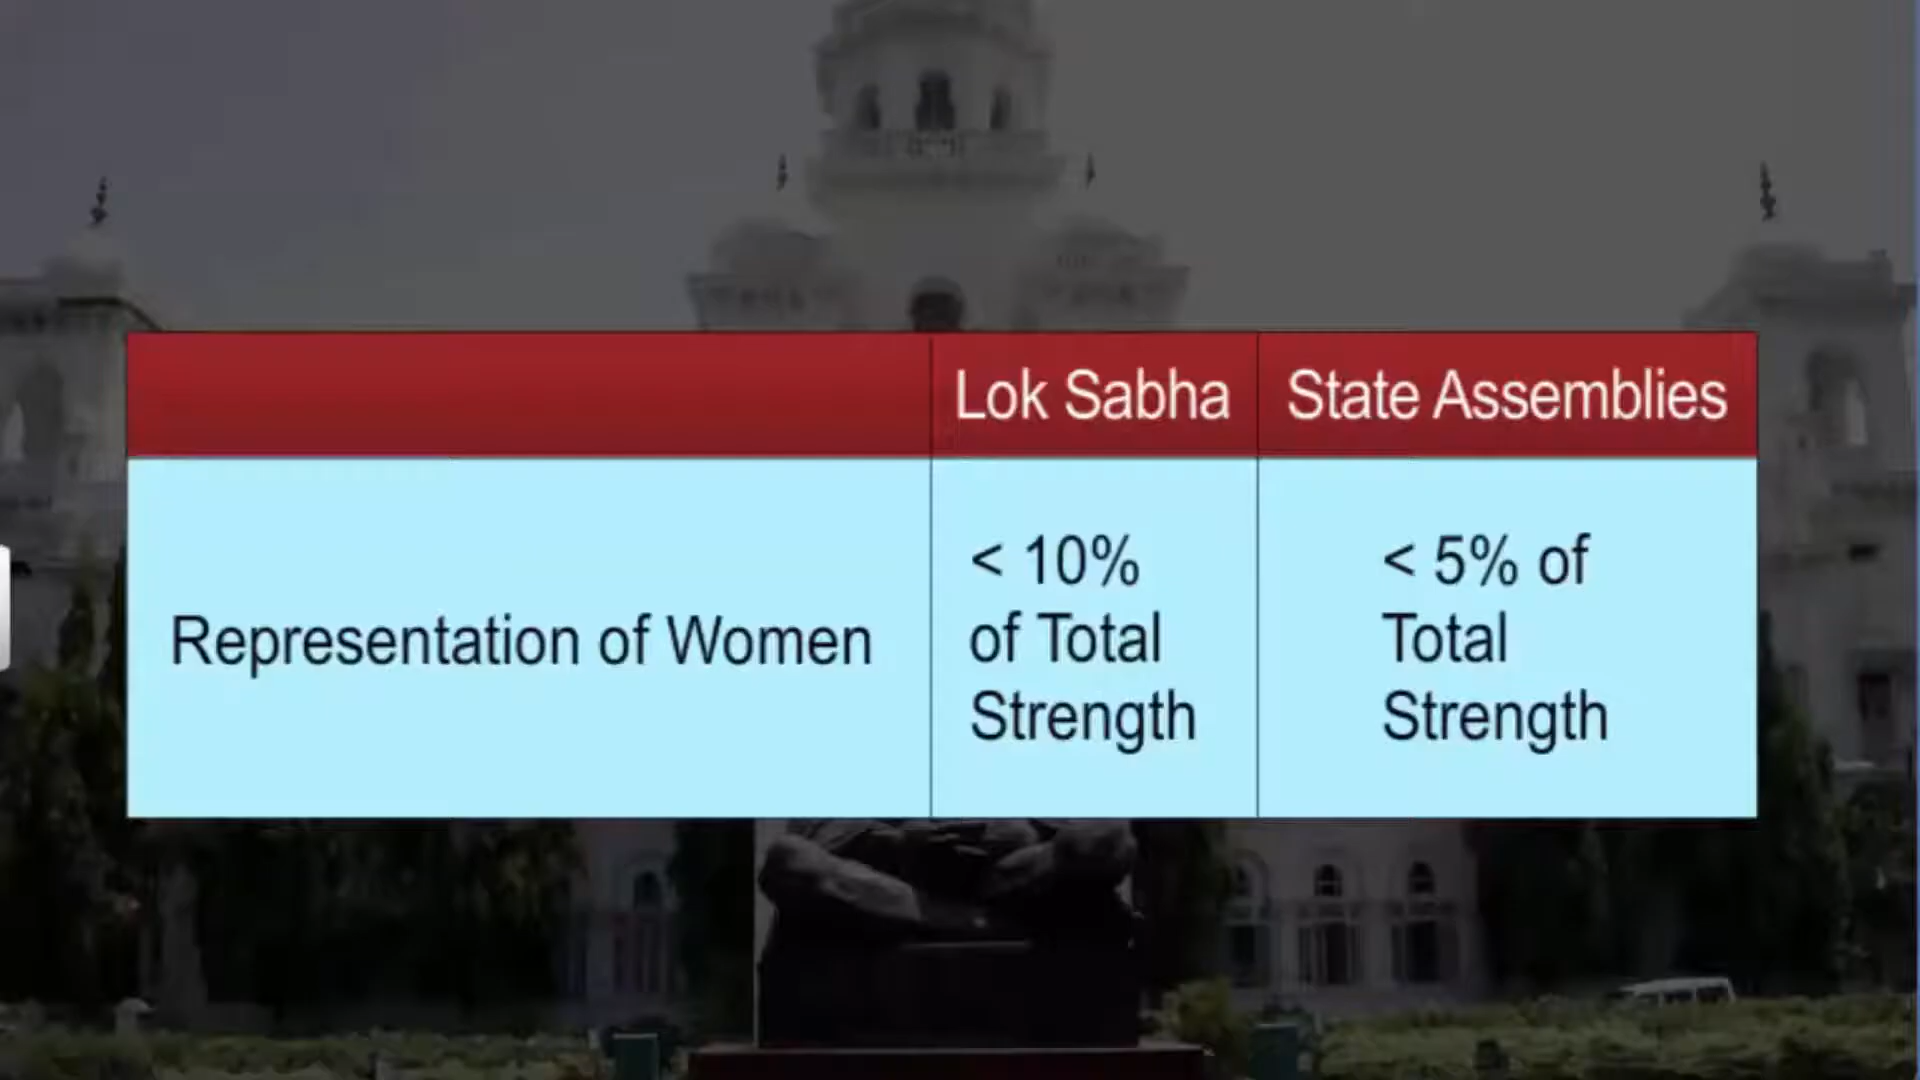 Lok Sabha State Assemblies
Representation of Women
< 10%
of Total
Strength
< 5% of
Total
Strength